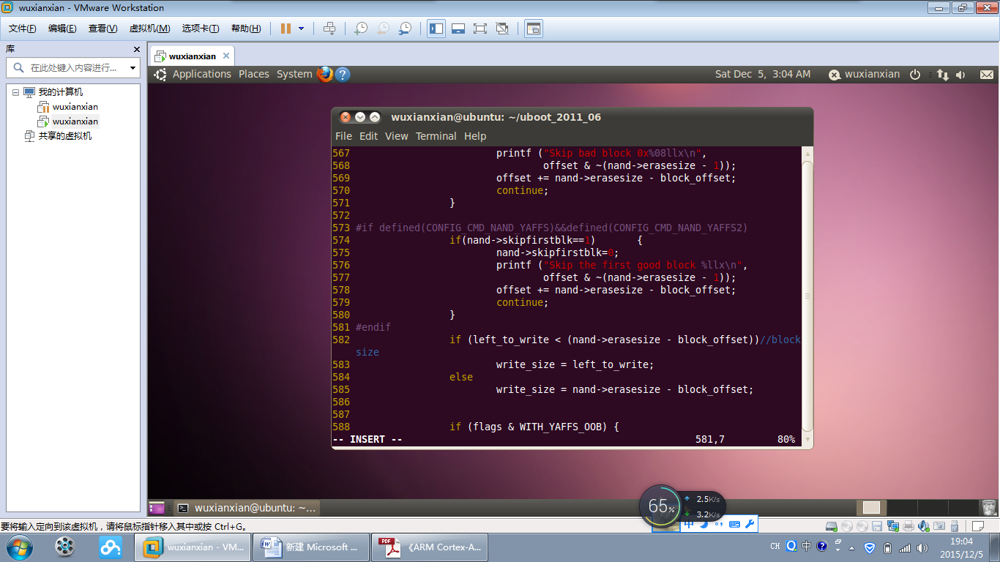 wuxianxian - VMware Workstation
文件(F) 编辑(E) 查看(V) 虚拟机(M) 选项卡(T) 帮助(H)
库
在此处键入内容进行...
我的计算机
wuxianxian
wuxianxian
共享的虚拟机
wuxianxian
Applications Places System ? Sat Dec 5, 3:04 AM wuxianxian
wuxianxian@ubuntu: ~/uboot_2011_06
File Edit View Terminal Help
567 printf ("Skip bad block 0x%08llx\n",
568 offset & ~(nand->erasesize - 1));
569 offset += nand->erasesize - block_offset;
570 continue;
571 }
572
573 #if defined(CONFIG_CMD_NAND_YAFFS)&&defined(CONFIG_CMD_NAND_YAFFS2)
574 if(nand->skipfirstblk==1) {
575 nand->skipfirstblk=0;
576 printf ("Skip the first good block %llx\n",
577 offset & ~(nand->erasesize - 1));
578 offset += nand->erasesize - block_offset;
579 continue;
580 }
581 #endif
582 if (left_to_write < (nand->erasesize - block_offset))//block
size
583 write_size = left_to_write;
584 else
585 write_size = nand->erasesize - block_offset;
586
587
588 if (flags & WITH_YAFFS_OOB) {
-- INSERT -- 581,7 80%
65% 2.5K/s
3.2K/s
wuxianxian@ubuntu: ~...
中
要将输入定向到该虚拟机，请将鼠标指针移入其中或按 Ctrl+G。
wuxianxian - VM... 新建 Microsoft ... PDF 《ARM Cortex-A... CH 中 ? 19:04
2015/12/5